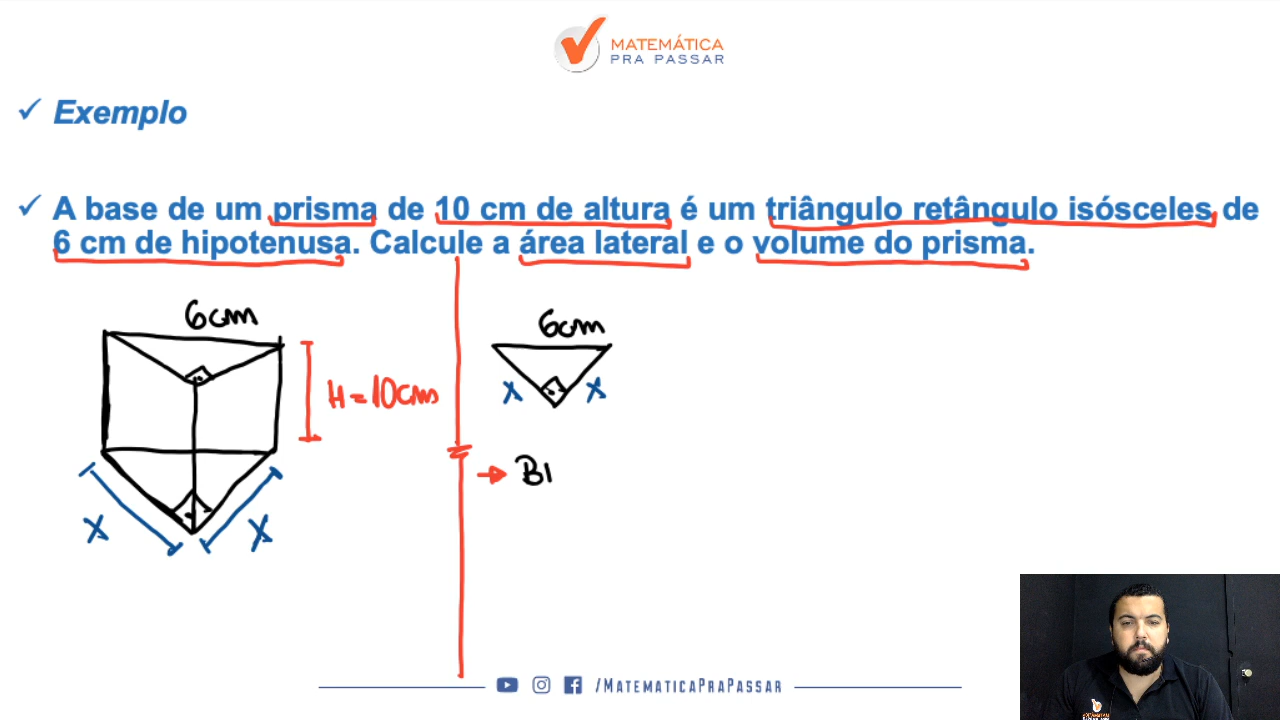 MATEMÁTICA
PRA PASSAR
Exemplo
A base de um prisma de 10 cm de altura é um triângulo retângulo isósceles de
6 cm de hipotenusa. Calcule a área lateral e o volume do prisma.
6cm
H=10cm
x
x
6cm
x
x
BI
/MATEMATICAPRAPASSAR